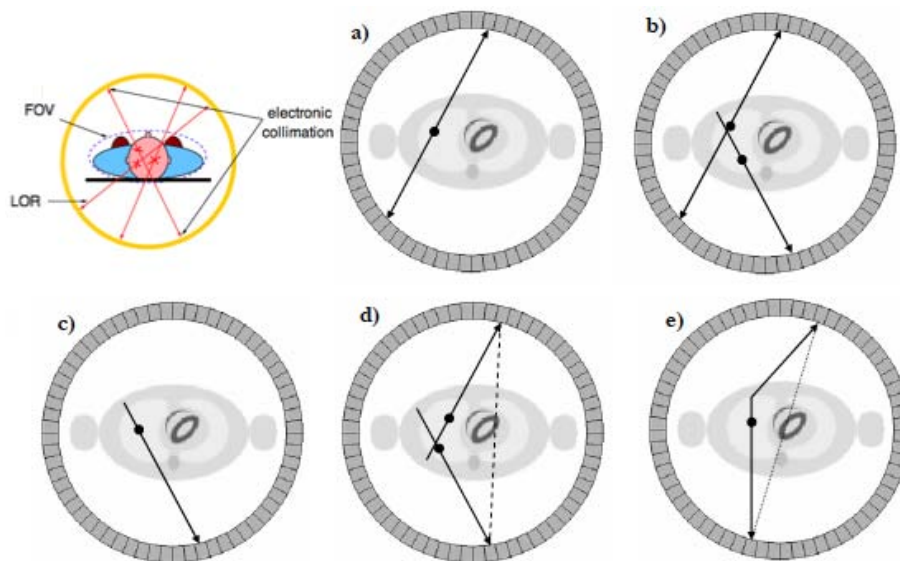 FOV
electronic
collimation
LOR
a)
b)
c)
d)
e)